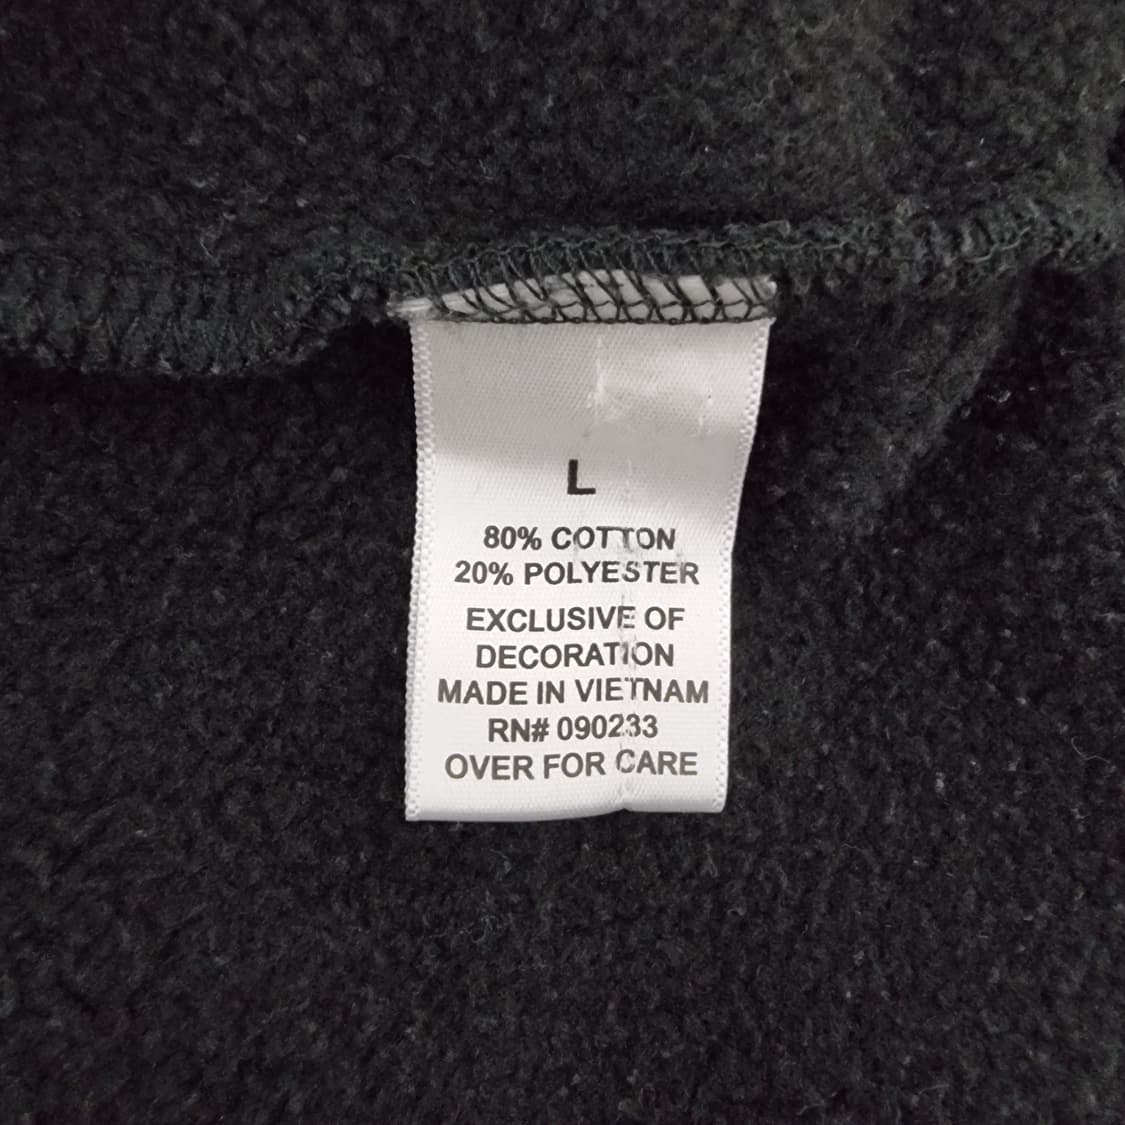 L
80% COTTON
20% POLYESTER
EXCLUSIVE OF
DECORATION
MADE IN VIETNAM
RN# 090233
OVER FOR CARE